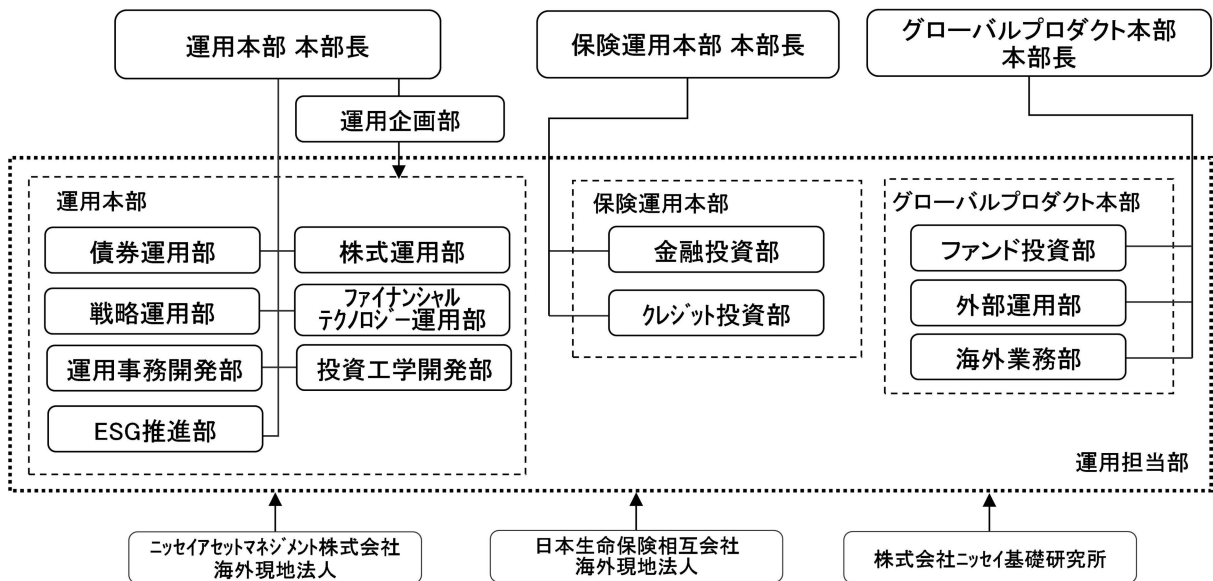 運用本部 本部長
保険運用本部 本部長
グローバルプロダクト本部
本部長
運用企画部
運用本部
債券運用部
株式運用部
戦略運用部
ファイナンシャル
テクノロジー運用部
運用事務開発部
投資工学開発部
ESG推進部
保険運用本部
金融投資部
クレジット投資部
グローバルプロダクト本部
ファンド投資部
外部運用部
海外業務部
運用担当部
ニッセイアセットマネジメント株式会社
海外現地法人
日本生命保険相互会社
海外現地法人
株式会社ニッセイ基礎研究所